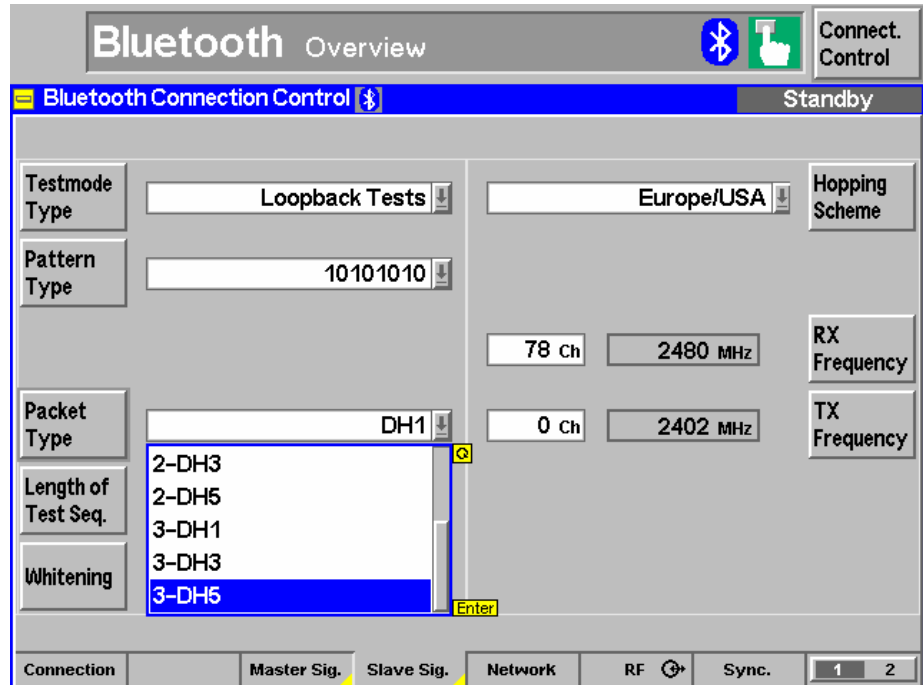 Bluetooth Overview
Connect.
Control
Bluetooth Connection Control
Standby
Testmode
Type
Loopback Tests
Europe/USA
Hopping
Scheme
Pattern
Type
10101010
78 Ch
2480 MHz
RX
Frequency
Packet
Type
DH1
0 Ch
2402 MHz
TX
Frequency
2-DH3
2-DH5
3-DH1
3-DH3
3-DH5
Enter
Length of
Test Seq.
Whitening
Connection
Master Sig.
Slave Sig.
Network
RF
Sync.
1 2